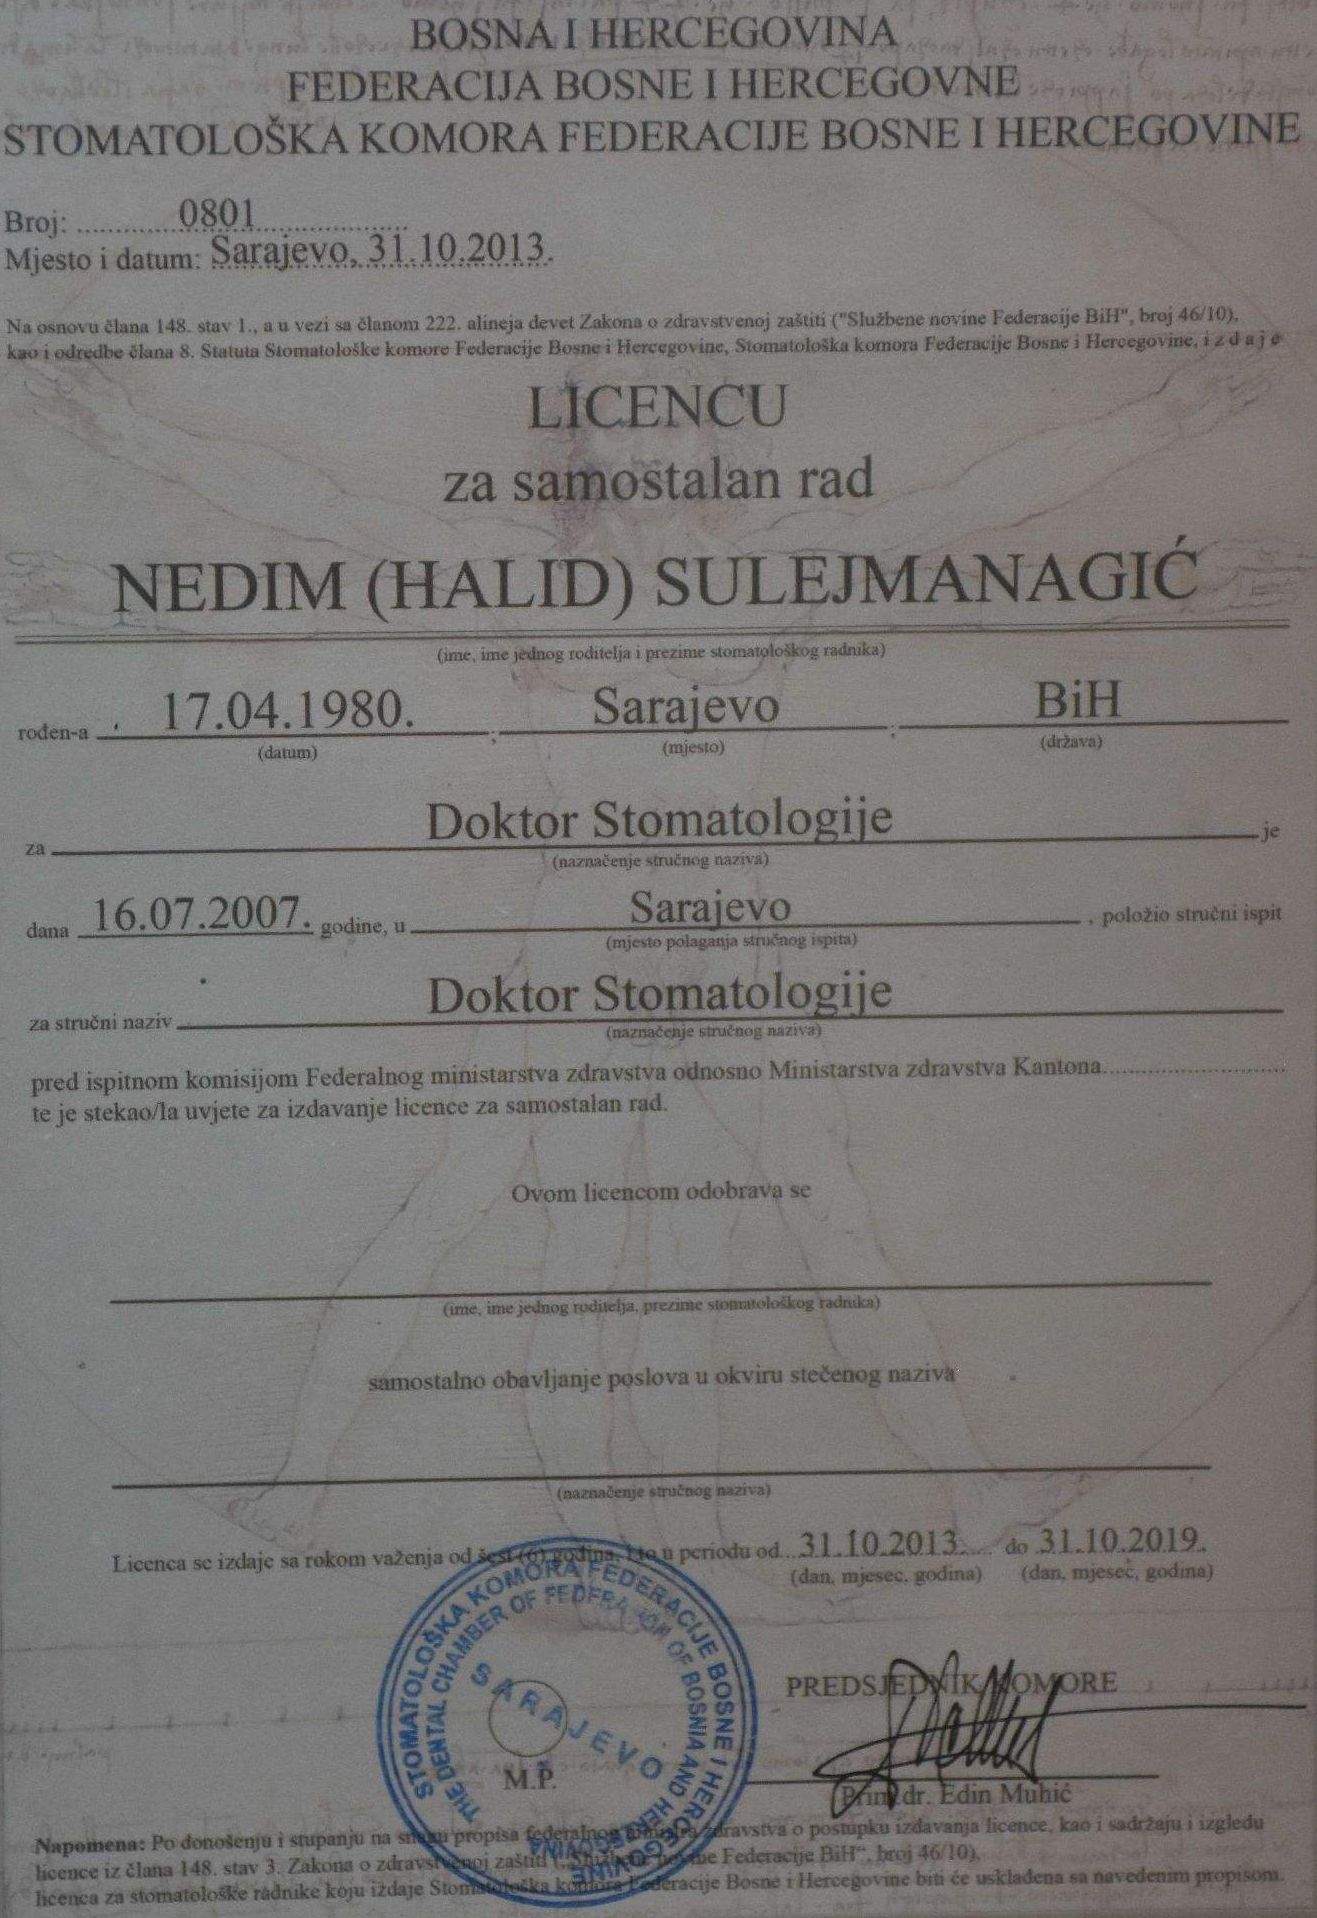 BOSNA I HERCEGOVINA
FEDERACIJA BOSNE I HERCEGOVNE
STOMATOLOŠKA KOMORA FEDERACIJE BOSNE I HERCEGOVINE
Broj: ............0801.....................
Mjesto i datum: Sarajevo, 31.10.2013.
Na osnovu člana 148. stav 1., a u vezi sa članom 222. alineja devet Zakona o zdravstvenoj zaštiti ("Službene novine Federacije BiH", broj 46/10),
kao i odredbe člana 8. Statuta Stomatološke komore Federacije Bosne i Hercegovine, Stomatološka komora Federacije Bosne i Hercegovine, i z d a j e
LICENCU
za samostalan rad
NEDIM (HALID) SULEJMANAGIĆ
(ime, ime jednog roditelja i prezime stomatološkog radnika)
rođen-a 17.04.1980. ; Sarajevo ; BiH
(datum) (mjesto) (država)
za Doktor Stomatologije je
(naznačenje stručnog naziva)
dana 16.07.2007. godine, u Sarajevo , položio stručni ispit
(mjesto polaganja stručnog ispita)
za stručni naziv Doktor Stomatologije
(naznačenje stručnog naziva)
pred ispitnom komisijom Federalnog ministarstva zdravstva odnosno Ministarstva zdravstva Kantona..............................
te je stekao/la uvjete za izdavanje licence za samostalan rad.
Ovom licencom odobrava se
(ime, ime jednog roditelja, prezime stomatološkog radnika)
samostalno obavljanje poslova u okviru stečenog naziva
(naznačenje stručnog naziva)
Licenca se izdaje sa rokom važenja od šest (6) godina, i to u periodu od...31.10.2013..... do 31.10.2019.
(dan, mjesec, godina) (dan, mjesec, godina)
STOMATOLOŠKA KOMORA FEDERACIJE BOSNE I HERCEGOVINE
THE DENTAL CHAMBER OF FEDERATION OF BOSNIA AND HERCEGOVINA
SARAJEVO
M.P.
PREDSJEDNIK KOMORE
Prim.dr. Edin Muhić
Napomena: Po donošenju i stupanju na snagu propisa federalnog ministra zdravstva o postupku izdavanja licence, kao i sadržaju i izgledu
licence iz člana 148. stav 3. Zakona o zdravstvenoj zaštiti („Službene novine Federacije BiH“, broj 46/10),
licenca za stomatološke radnike koju iždaje Stomatološka komora Federacije Bosne i Hercegovine biti će usklađena sa navedenim propisom.